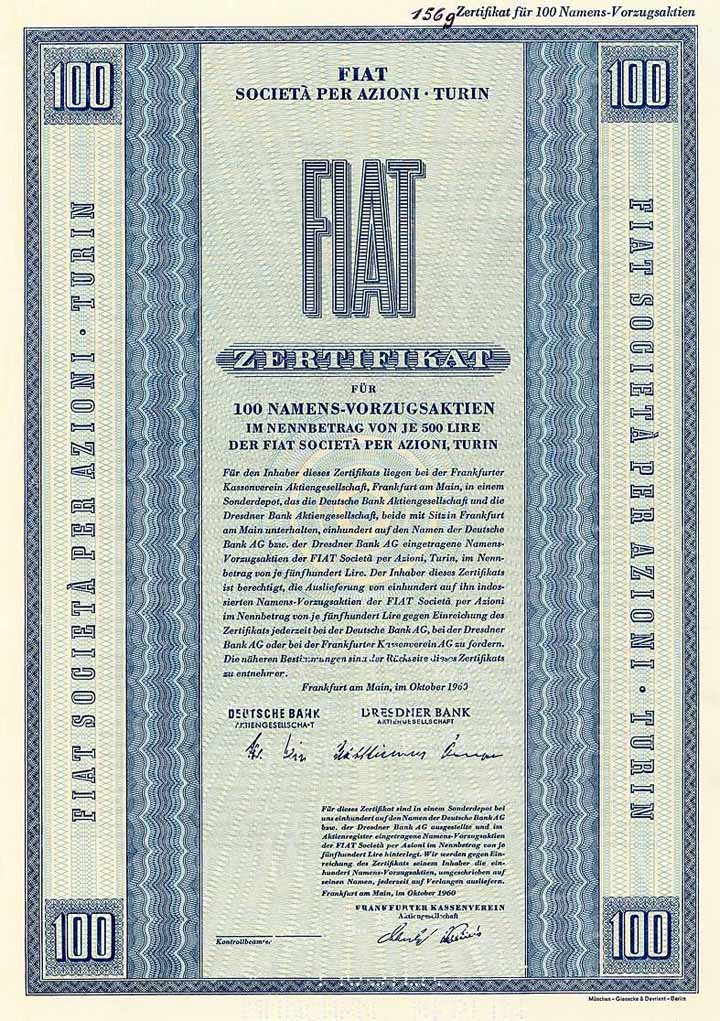 156g Zertifikat für 100 Namens-Vorzugsaktien
100
100
FIAT
SOCIETÀ PER AZIONI · TURIN
FIAT
ZERTIFIKAT
FÜR
100 NAMENS-VORZUGSAKTIEN
IM NENNBETRAG VON JE 500 LIRE
DER FIAT SOCIETÀ PER AZIONI, TURIN
Für den Inhaber dieses Zertifikats liegen bei der Frankfurter
Kassenverein Aktiengesellschaft, Frankfurt am Main, in einem
Sonderdepot, das die Deutsche Bank Aktiengesellschaft und die
Dresdner Bank Aktiengesellschaft, beide mit Sitz in Frankfurt
am Main unterhalten, einhundert auf den Namen der Deutsche
Bank AG bzw. der Dresdner Bank AG eingetragene Namens-
Vorzugsaktien der FIAT Società per Azioni, Turin, im Nenn-
betrag von je fünfhundert Lire. Der Inhaber dieses Zertifikats
ist berechtigt, die Auslieferung von einhundert auf ihn indos-
sierten Namens-Vorzugsaktien der FIAT Società per Azioni
im Nennbetrag von je fünfhundert Lire gegen Einreichung des
Zertifikats jederzeit bei der Deutsche Bank AG, bei der Dresdner
Bank AG oder bei der Frankfurter Kassenverein AG zu fordern.
Die näheren Bestimmungen sind der Rückseite dieses Zertifikats
zu entnehmen.
Frankfurt am Main, im Oktober 1960
DEUTSCHE BANK
AKTIENGESELLSCHAFT
DRESDNER BANK
AKTIENGESELLSCHAFT
Für dieses Zertifikat sind in einem Sonderdepot bei
uns einhundert auf den Namen der Deutsche Bank AG
bzw. der Dresdner Bank AG ausgestellte und im
Aktienregister eingetragene Namens-Vorzugsaktien
der FIAT Società per Azioni im Nennbetrag von je
fünfhundert Lire hinterlegt. Wir werden gegen Ein-
reichung des Zertifikats seinem Inhaber die ein-
hundert Namens-Vorzugsaktien, umgeschrieben auf
seinen Namen, jederzeit auf Verlangen ausliefern.
Frankfurt am Main, im Oktober 1960
FRANKFURTER KASSENVEREIN
Aktiengesellschaft
Kontrollbeamter
FIAT SOCIETÀ PER AZIONI · TURIN
FIAT SOCIETÀ PER AZIONI · TURIN
100
100
München – Giesecke & Devrient – Berlin